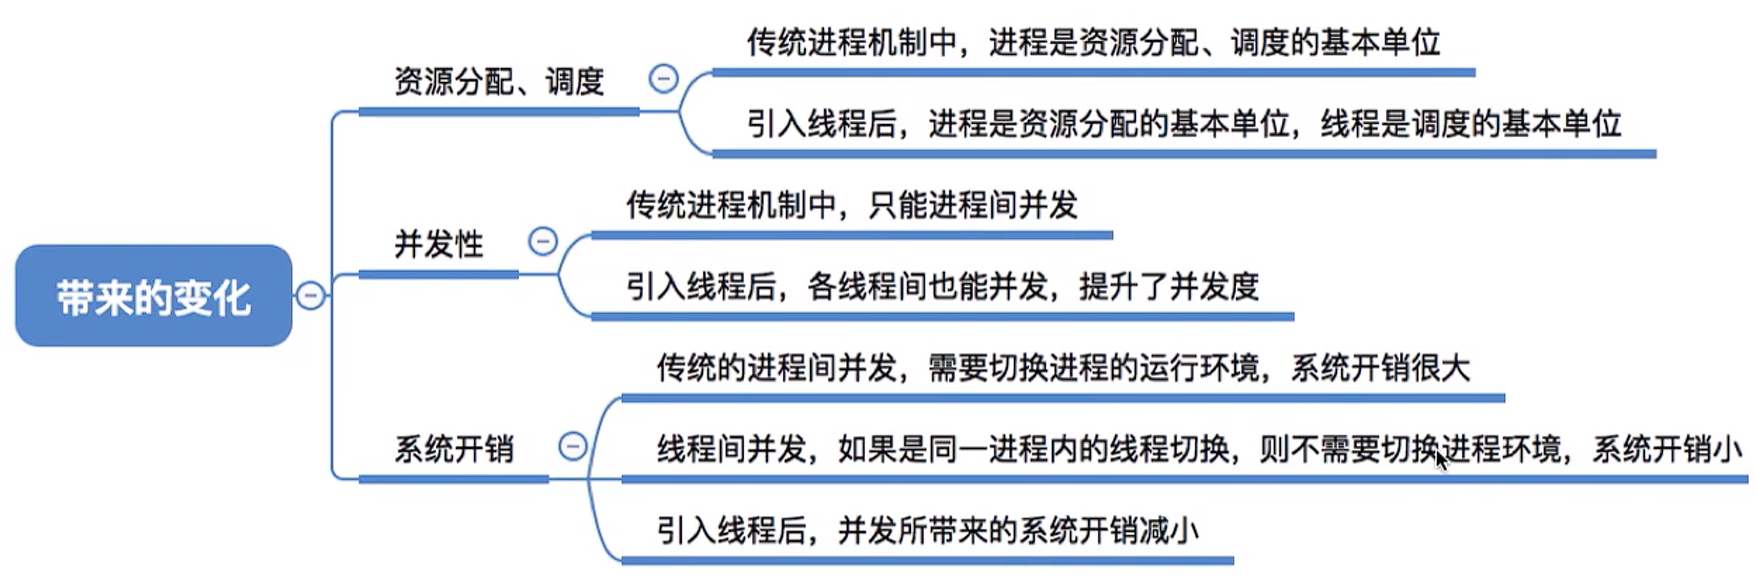 带来的变化
资源分配、调度
传统进程机制中，进程是资源分配、调度的基本单位
引入线程后，进程是资源分配的基本单位，线程是调度的基本单位
并发性
传统进程机制中，只能进程间并发
引入线程后，各线程间也能并发，提升了并发度
系统开销
传统的进程间并发，需要切换进程的运行环境，系统开销很大
线程间并发，如果是同一进程内的线程切换，则不需要切换进程环境，系统开销小
引入线程后，并发所带来的系统开销减小